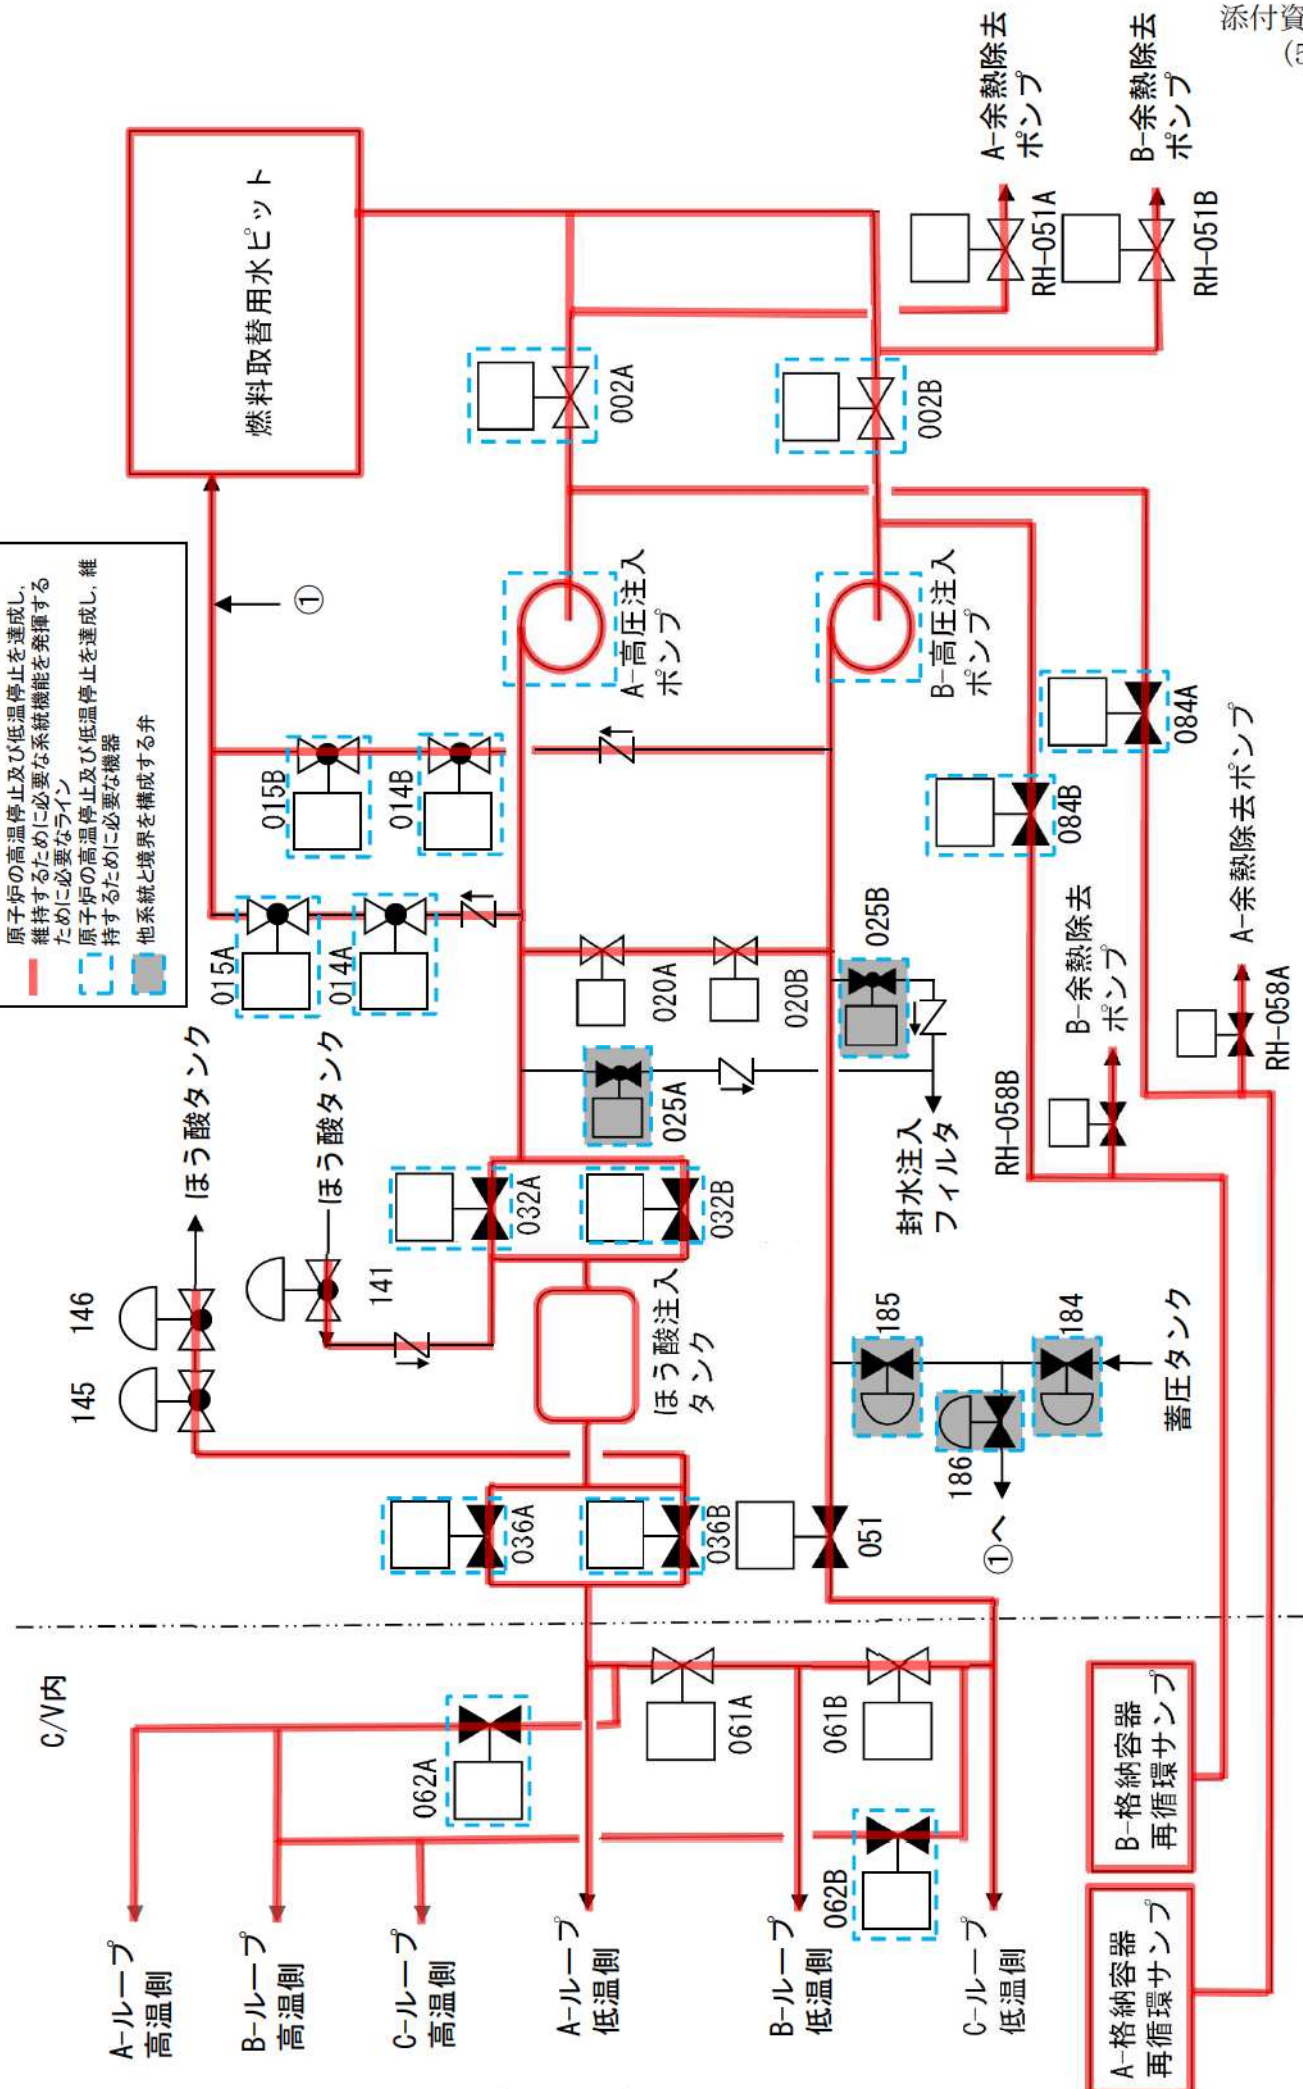 添付資
(5
原子炉の高温停止及び低温停止を達成し,
維持するために必要な系統機能を発揮する
ために必要なライン
原子炉の高温停止及び低温停止を達成し, 維
持するために必要な機器
他系統と境界を構成する弁
C/V内
A-ループ
高温側
B-ループ
高温側
C-ループ
高温側
A-ループ
低温側
B-ループ
低温側
C-ループ
低温側
A-格納容器
再循環サンプ
B-格納容器
再循環サンプ
062A
062B
061A
061B
145
146
ほう酸タンク
141
ほう酸タンク
036A
036B
051
ほう酸注入
タンク
032A
032B
185
184
186
①へ
蓄圧タンク
025A
025B
封水注入
フィルタ
020A
020B
015A
014A
015B
014B
①
燃料取替用水ピット
A-高圧注入
ポンプ
B-高圧注入
ポンプ
002A
002B
084B
084A
RH-058B
B-余熱除去
ポンプ
RH-058A
A-余熱除去ポンプ
RH-051A
A-余熱除去
ポンプ
RH-051B
B-余熱除去
ポンプ